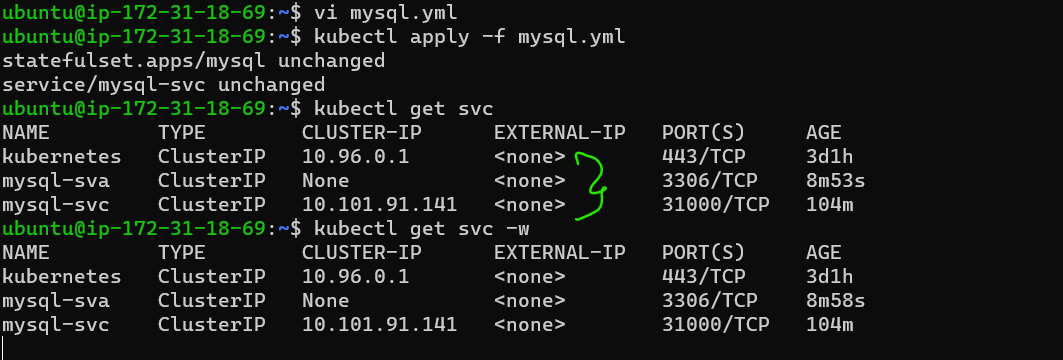 ubuntu@ip-172-31-18-69:~$ vi mysql.yml
ubuntu@ip-172-31-18-69:~$ kubectl apply -f mysql.yml
statefulset.apps/mysql unchanged
service/mysql-svc unchanged
ubuntu@ip-172-31-18-69:~$ kubectl get svc
NAME TYPE CLUSTER-IP EXTERNAL-IP PORT(S) AGE
kubernetes ClusterIP 10.96.0.1 <none> 443/TCP 3d1h
mysql-sva ClusterIP None <none> 3306/TCP 8m53s
mysql-svc ClusterIP 10.101.91.141 <none> 31000/TCP 104m
ubuntu@ip-172-31-18-69:~$ kubectl get svc -w
NAME TYPE CLUSTER-IP EXTERNAL-IP PORT(S) AGE
kubernetes ClusterIP 10.96.0.1 <none> 443/TCP 3d1h
mysql-sva ClusterIP None <none> 3306/TCP 8m58s
mysql-svc ClusterIP 10.101.91.141 <none> 31000/TCP 104m